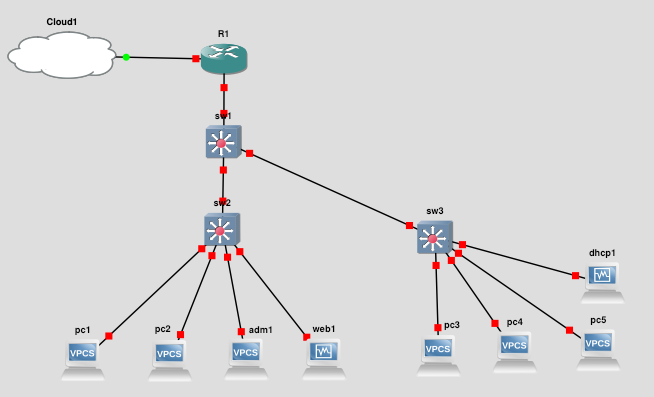 Cloud1
R1
sw1
sw2
sw3
dhcp1
pc1
pc2
adm1
web1
pc3
pc4
pc5
VPCS
VPCS
VPCS
VPCS
VPCS
VPCS